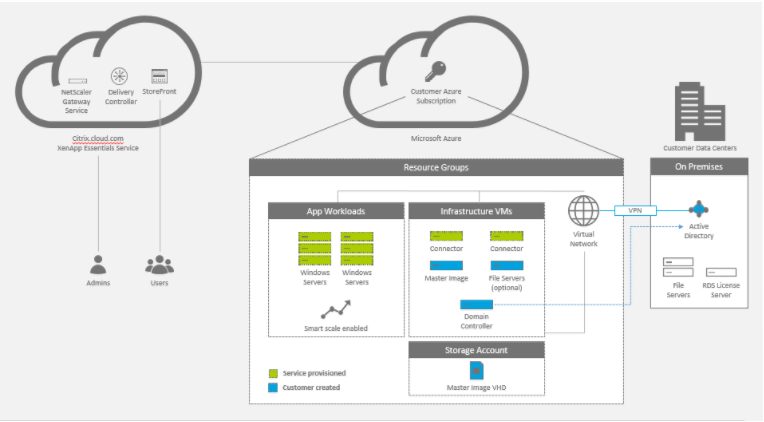 NetScaler
Gateway
Service
Delivery
Controller
StoreFront
Citrix.cloud.com
XenApp Essentials Service
Admins
Users
Customer Azure
Subscription
Microsoft Azure
Resource Groups
App Workloads
Windows
Servers
Windows
Servers
Smart scale enabled
Infrastructure VMs
Connector
Connector
Master Image
File Servers
(optional)
Domain
Controller
Virtual
Network
Storage Account
Master Image VHD
Service provisioned
Customer created
Customer Data Centers
On Premises
VPN
Active
Directory
File
Servers
RDS License
Server